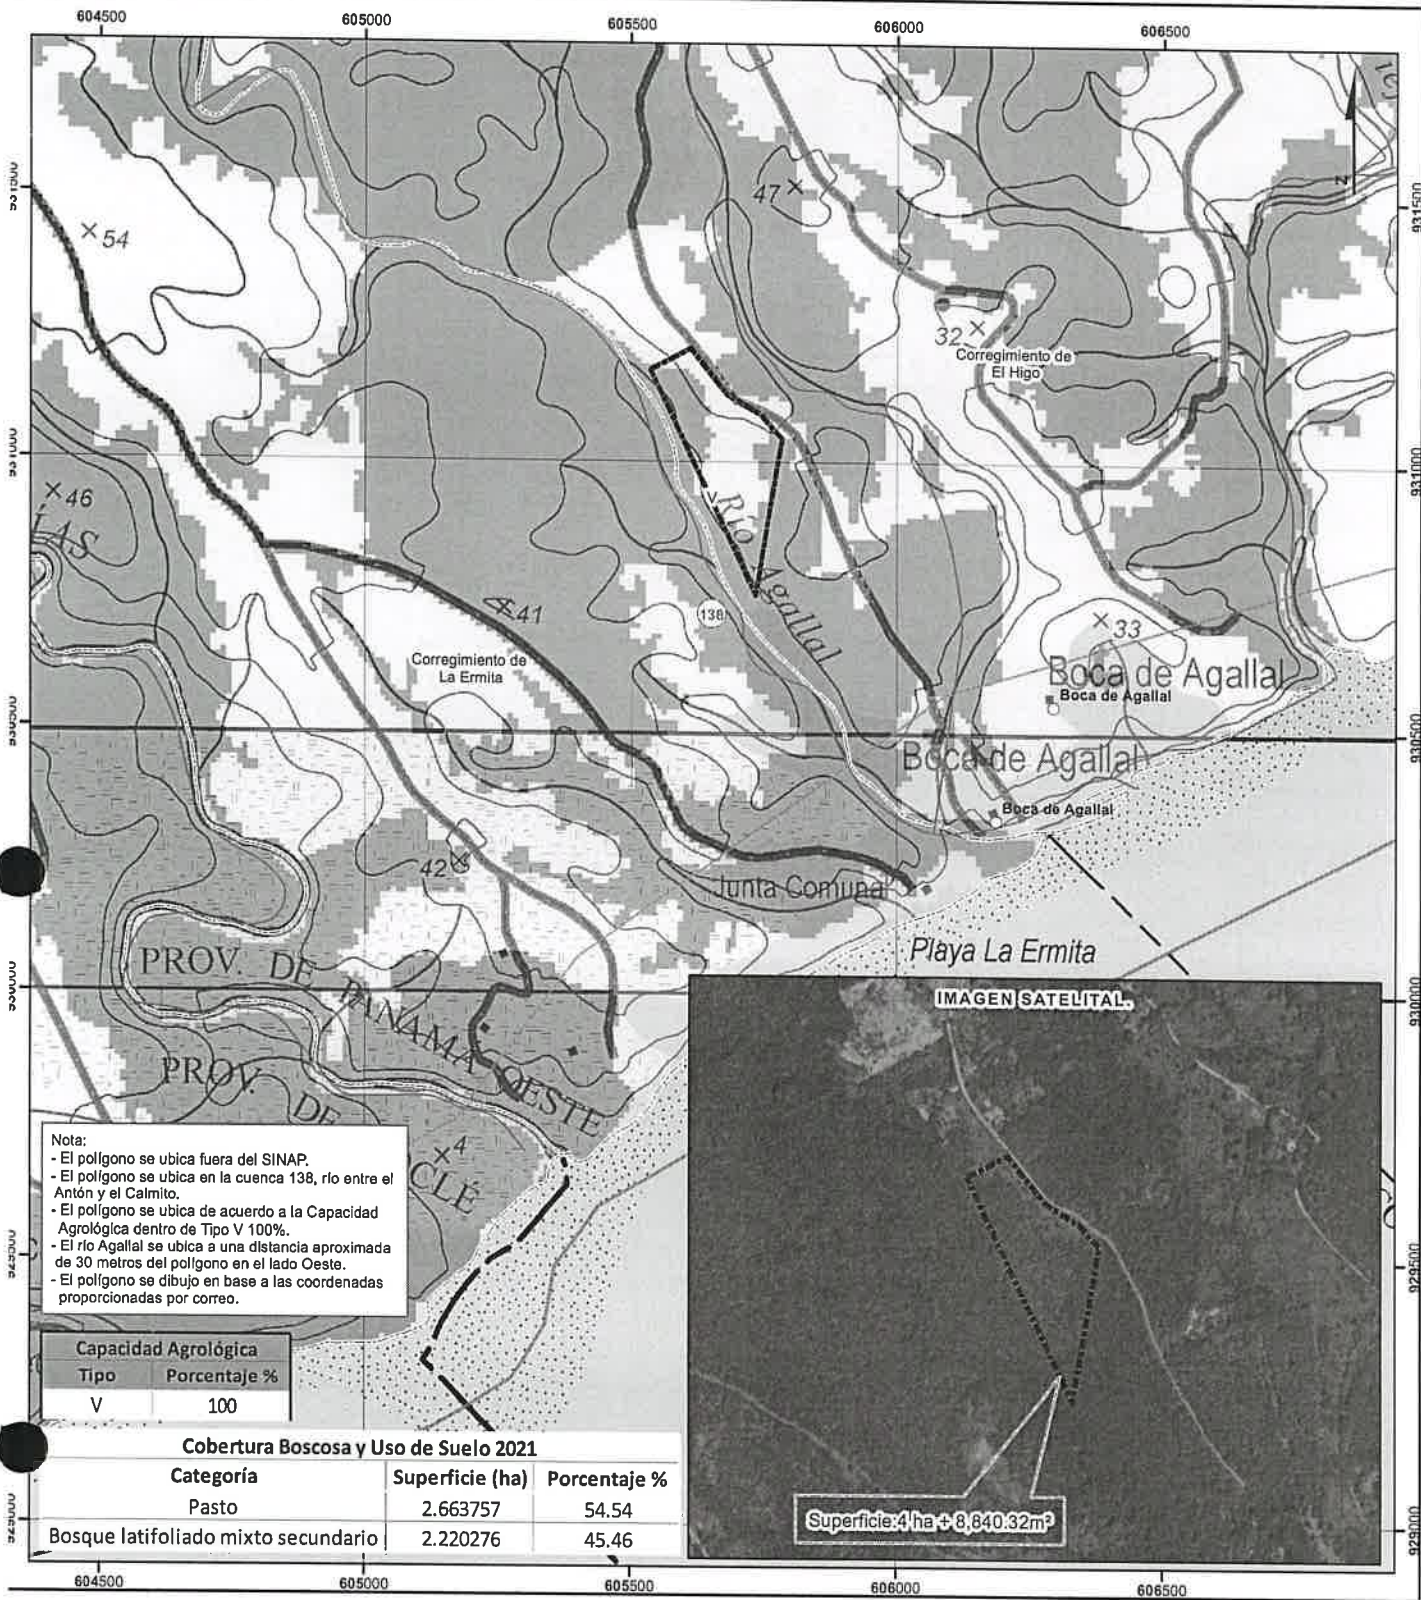 604500 605000 605500 606000 606500
931500
931000
930500
930000
929500
929000
54
47
32
Corregimiento de
El Higo
46
Río Agallal
V
138
41
33
Corregimiento de
La Ermita
Boca de Agallal
Boca de Agallal
Boca de Agallal
Boca de Agallal
42
Junta Comunal
Playa La Ermita
PROV. DE PANAMÁ OESTE
PROV. DE COCLÉ
4
IMAGEN SATELITAL.
Superficie:4 ha + 8,840.32m²
Nota:
- El polígono se ubica fuera del SINAP.
- El polígono se ubica en la cuenca 138, río entre el
Antón y el Caimito.
- El polígono se ubica de acuerdo a la Capacidad
Agrológica dentro de Tipo V 100%.
- El río Agallal se ubica a una distancia aproximada
de 30 metros del polígono en el lado Oeste.
- El polígono se dibujo en base a las coordenadas
proporcionadas por correo.
Capacidad Agrológica
Tipo Porcentaje %
V 100
Cobertura Boscosa y Uso de Suelo 2021
Categoría Superficie (ha) Porcentaje %
Pasto 2.663757 54.54
Bosque latifoliado mixto secundario 2.220276 45.46
604500 605000 605500 606000 606500